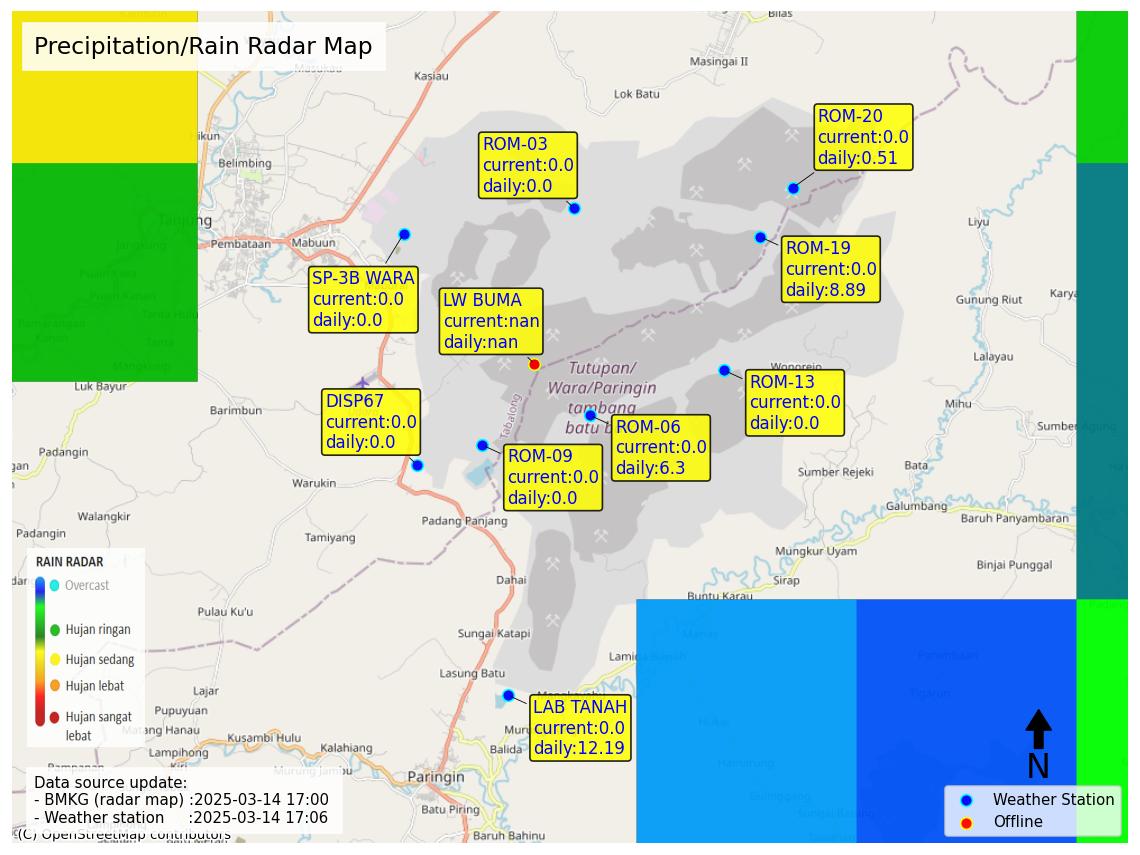 Precipitation/Rain Radar Map
Bilas
Masingai II
Kasiau
Lok Batu
Hikun
Belimbing
Tanjung
Pembataan
Mabuun
Liyu
Gunung Riut
Karya
Lalayau
Mihu
Wonorejo
ROM-20
current:0.0
daily:0.51
ROM-03
current:0.0
daily:0.0
ROM-19
current:0.0
daily:8.89
SP-3B WARA
current:0.0
daily:0.0
LW BUMA
current:nan
daily:nan
Tutupan/
Wara/Paringin
tambang
batu b
Tabalong
ROM-13
current:0.0
daily:0.0
DISP67
current:0.0
daily:0.0
ROM-06
current:0.0
daily:6.3
ROM-09
current:0.0
daily:0.0
Luk Bayur
Barimbun
Padangin
Warukin
Walangkir
Padangin
Tamiyang
Padang Panjang
Sumber Rejeki
Bata
Galumbang
Baruh Panyambaran
Mungkur Uyam
Binjai Punggal
Sirap
Buntu Karau
Dahai
Pulau Ku'u
Sungai Katapi
Lasung Batu
Lajar
Pupuyuan
Matang Hanau
Kusambi Hulu
Lampihong
Kalahiang
Murung Jambu
Balida
Paringin
Batu Piring
Baruh Bahinu
LAB TANAH
current:0.0
daily:12.19
RAIN RADAR
Overcast
Hujan ringan
Hujan sedang
Hujan lebat
Hujan sangat
lebat
Data source update:
- BMKG (radar map) :2025-03-14 17:00
- Weather station :2025-03-14 17:06
(C) OpenStreetMap contributors
N
Weather Station
Offline